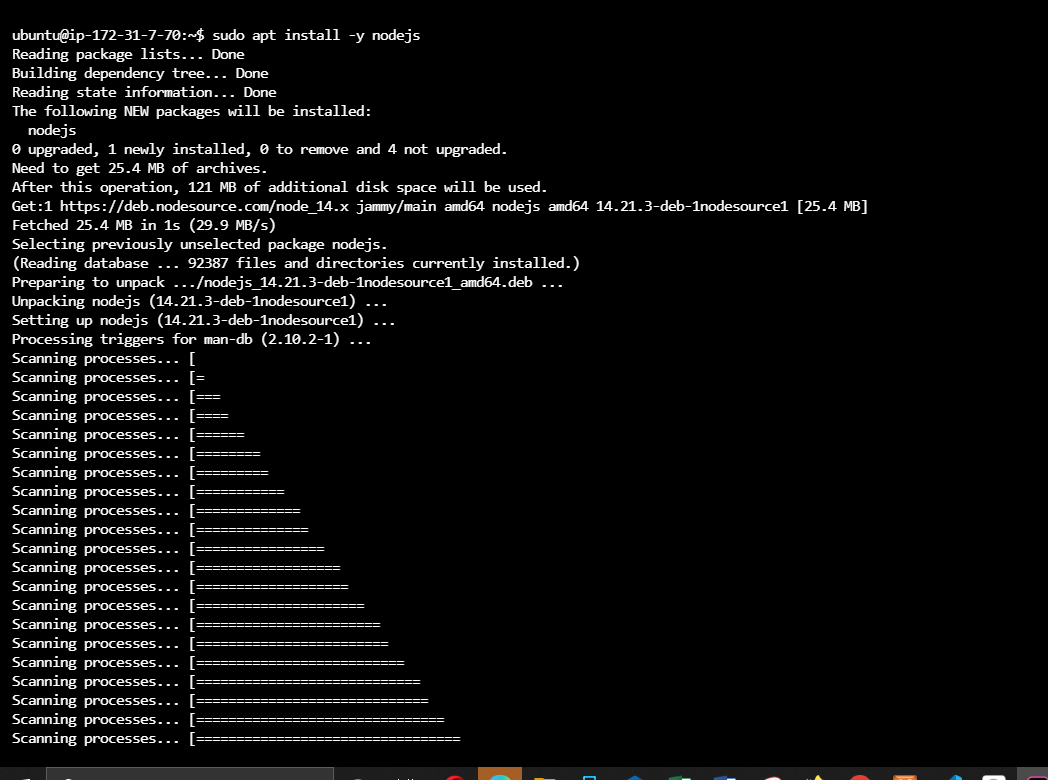 ubuntu@ip-172-31-7-70:~$ sudo apt install -y nodejs
Reading package lists... Done
Building dependency tree... Done
Reading state information... Done
The following NEW packages will be installed:
  nodejs
0 upgraded, 1 newly installed, 0 to remove and 4 not upgraded.
Need to get 25.4 MB of archives.
After this operation, 121 MB of additional disk space will be used.
Get:1 https://deb.nodesource.com/node_14.x jammy/main amd64 nodejs amd64 14.21.3-deb-1nodesource1 [25.4 MB]
Fetched 25.4 MB in 1s (29.9 MB/s)
Selecting previously unselected package nodejs.
(Reading database ... 92387 files and directories currently installed.)
Preparing to unpack .../nodejs_14.21.3-deb-1nodesource1_amd64.deb ...
Unpacking nodejs (14.21.3-deb-1nodesource1) ...
Setting up nodejs (14.21.3-deb-1nodesource1) ...
Processing triggers for man-db (2.10.2-1) ...
Scanning processes... [
Scanning processes... [=
Scanning processes... [===
Scanning processes... [====
Scanning processes... [======
Scanning processes... [========
Scanning processes... [=========
Scanning processes... [===========
Scanning processes... [=============
Scanning processes... [==============
Scanning processes... [================
Scanning processes... [==================
Scanning processes... [===================
Scanning processes... [=====================
Scanning processes... [=======================
Scanning processes... [========================
Scanning processes... [==========================
Scanning processes... [============================
Scanning processes... [=============================
Scanning processes... [===============================
Scanning processes... [=================================